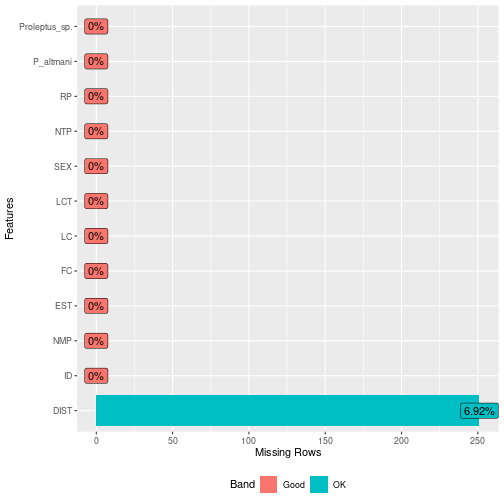 Features
Proleptus_sp. 0%
P_altmani 0%
RP 0%
NTP 0%
SEX 0%
LCT 0%
LC 0%
FC 0%
EST 0%
NMP 0%
ID 0%
DIST 6.92%
0 50 100 150 200 250
Missing Rows
Band Good OK